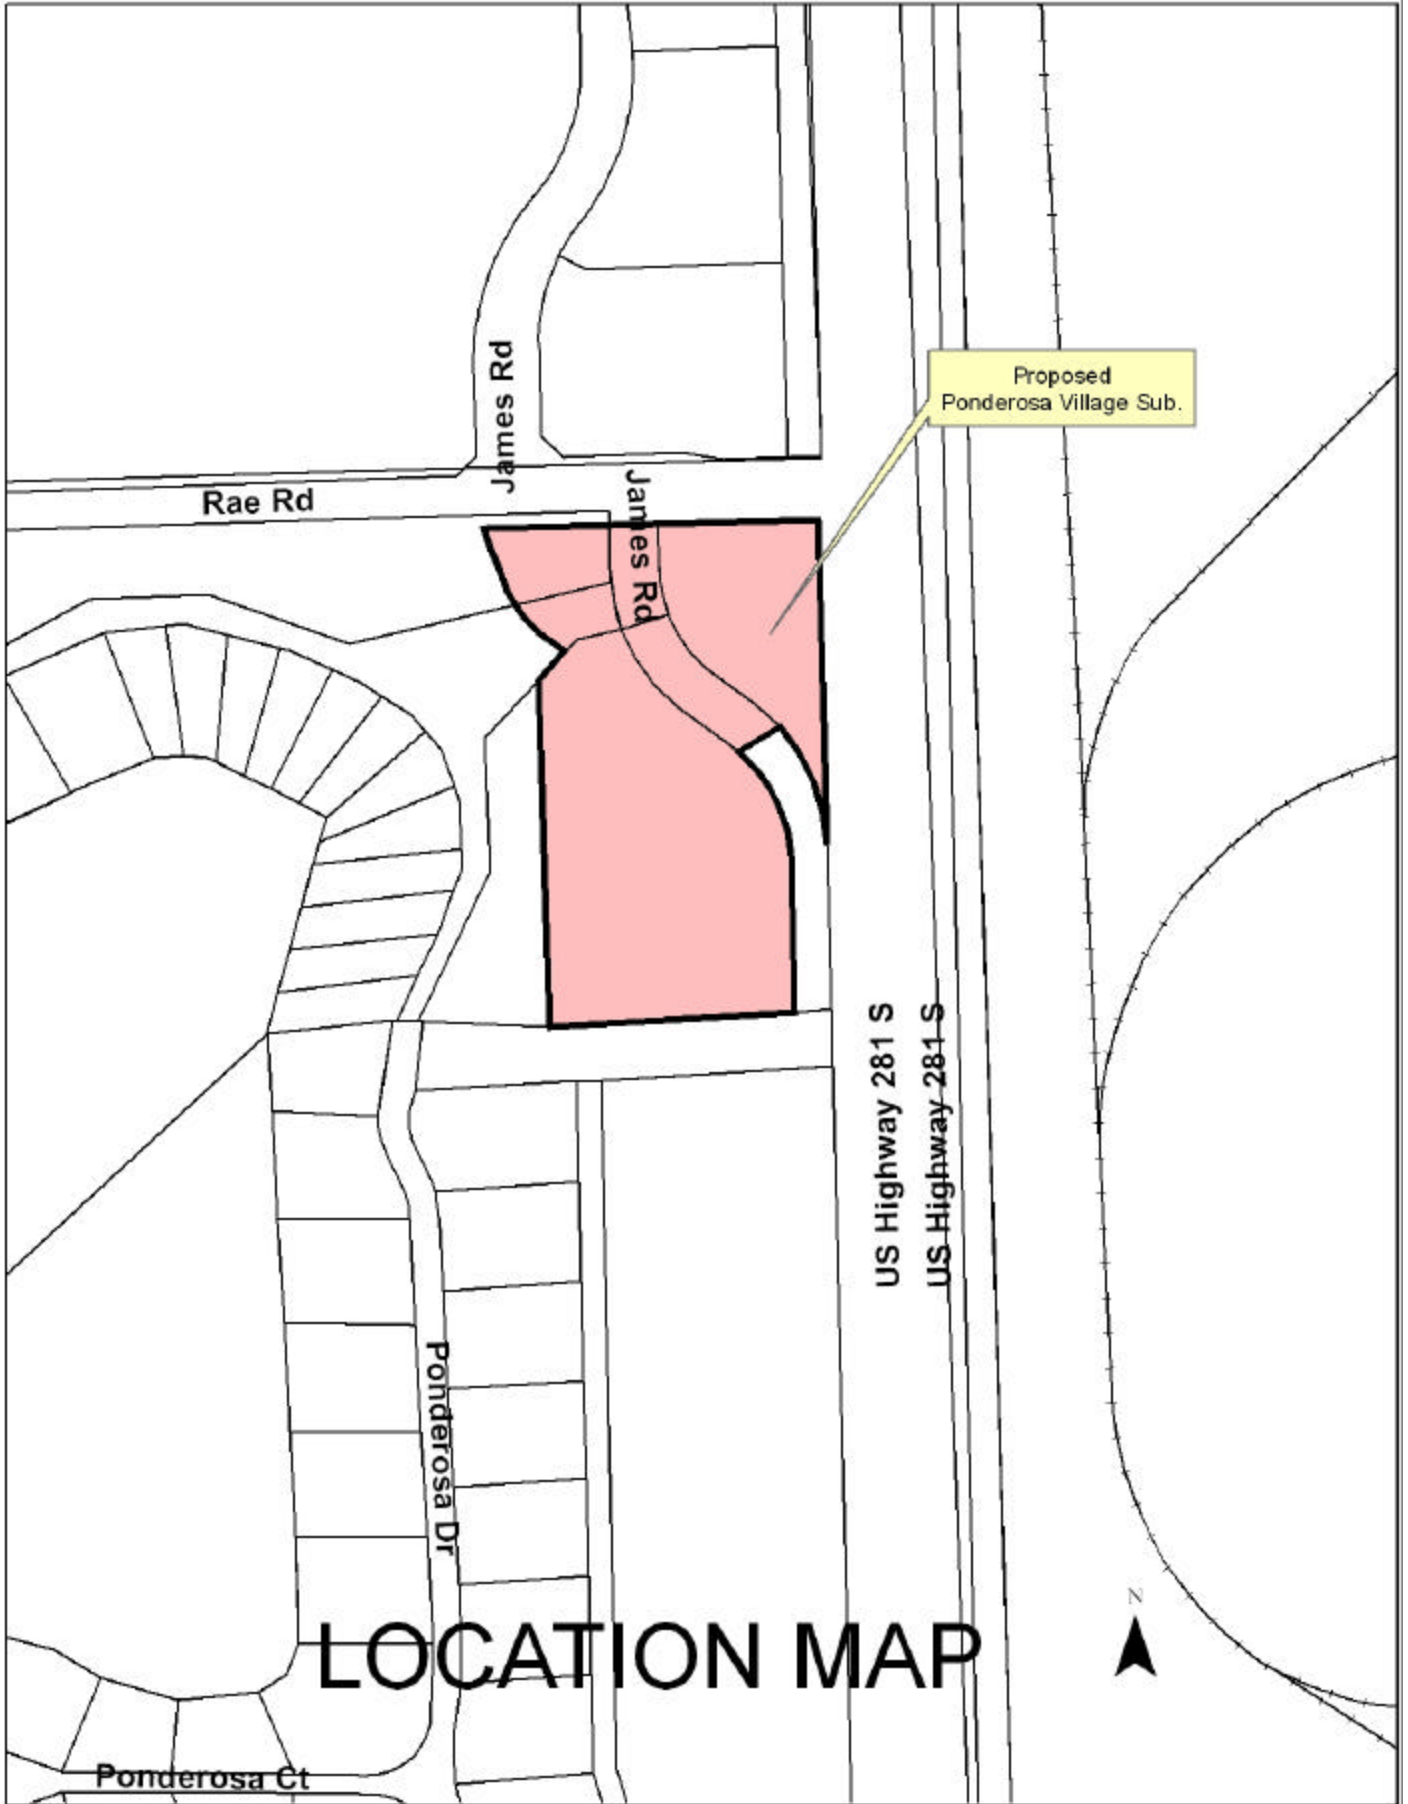 James Rd
Proposed
Ponderosa Village Sub.
Rae Rd
James Rd
US Highway 281 S
US Highway 281 S
Ponderosa Dr
N
LOCATION MAP
Ponderosa Ct